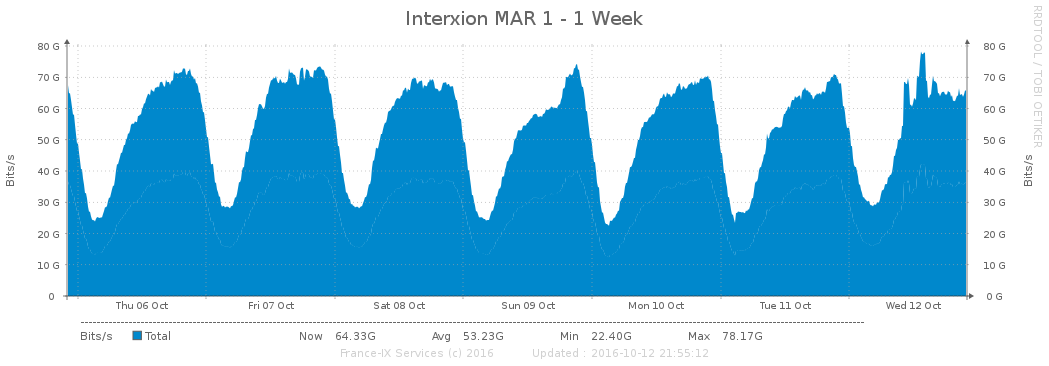 Interxion MAR 1 - 1 Week
RRDTOOL / TOBI OETIKER
Bits/s
80 G 80 G
70 G 70 G
60 G 60 G
50 G 50 G
40 G 40 G
30 G 30 G
20 G 20 G
10 G 10 G
0 0 G
Bits/s
Thu 06 Oct Fri 07 Oct Sat 08 Oct Sun 09 Oct Mon 10 Oct Tue 11 Oct Wed 12 Oct
Bits/s Total Now 64.33G Avg 53.23G Min 22.40G Max 78.17G
France-IX Services (c) 2016 Updated : 2016-10-12 21:55:12